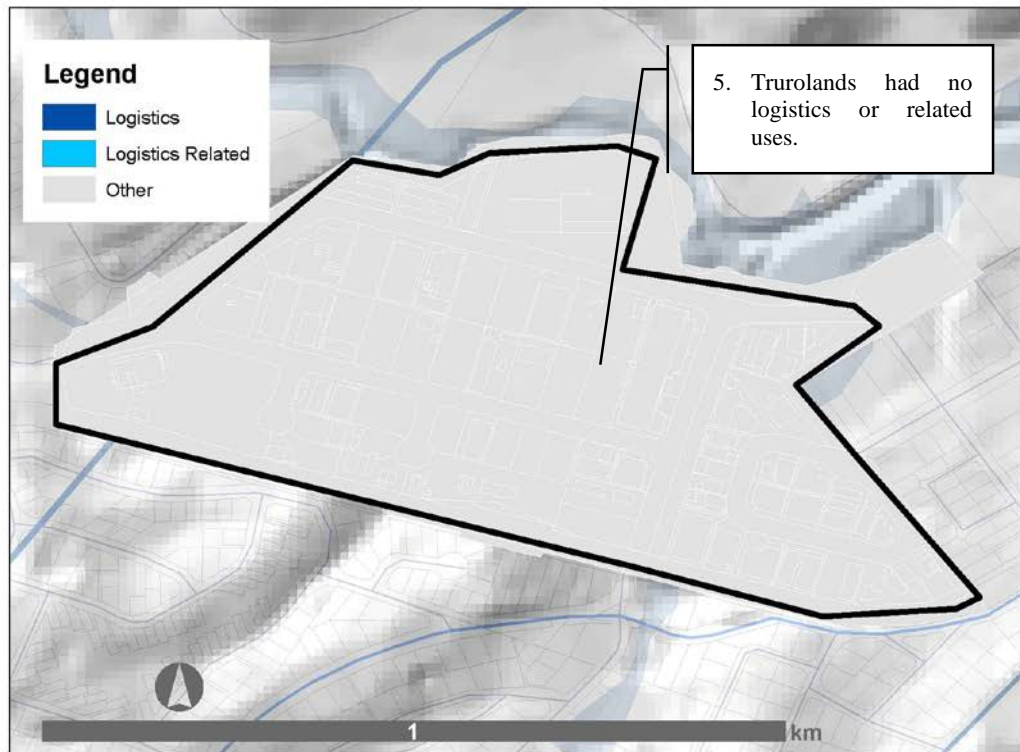 Legend
Logistics
Logistics Related
Other
5. Trurolands had no
logistics or related
uses.
1 km